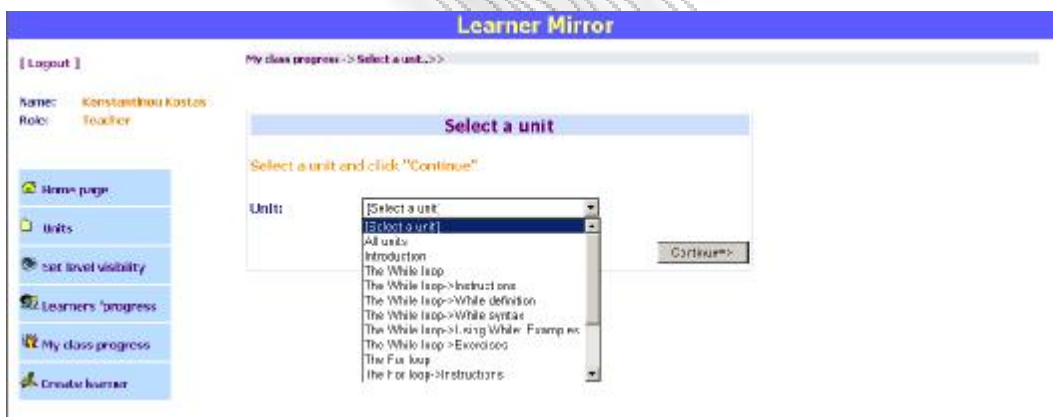 Learner Mirror
[ Logout ]
My class progress -> Select a unit..>>
Name: Konstantinou Kostas
Role: Teacher
Select a unit
Select a unit and click "Continue"
Home page
Units
Set level visibility
Learners 'progress
My class progress
Create learner
Unit:
[Select a unit]
[Select a unit]
All units
Introduction
The While loop
The While loop->Instructions
The While loop->While definition
The While loop->While syntax
The While loop->Using While: Examples
The While loop->Exercises
The For loop
The For loop->Instructions
Continue=>